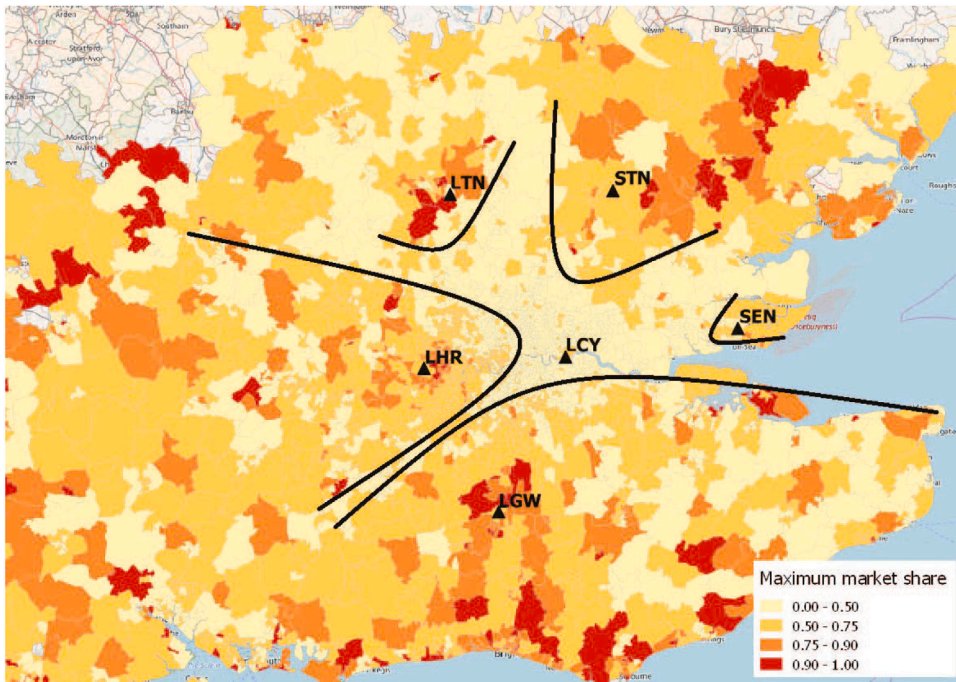 Southam
Bury St Edmunds
Framlingham
Stratford-
upon-Avon
LTN
STN
SEN
LCY
LHR
LGW
Maximum market share
0.00 - 0.50
0.50 - 0.75
0.75 - 0.90
0.90 - 1.00